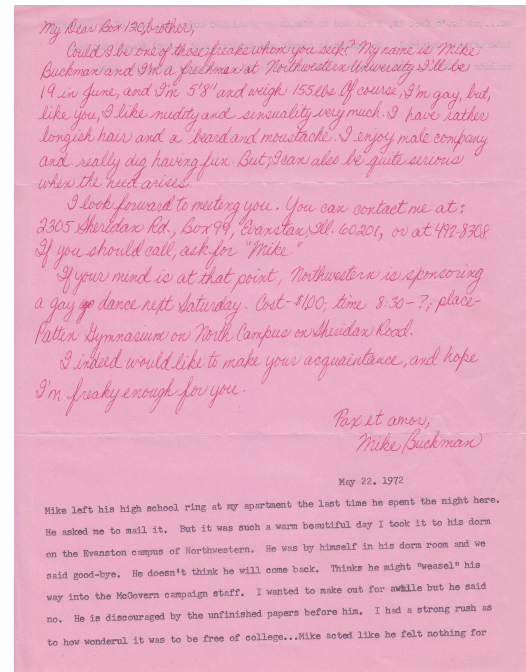 My Dear Box 120, brother,
Could I be one of those freaks whom you seek? My name is Mike
Buckman and I'm a freshman at Northwestern University I'll be
19 in June, and I'm 5'8" and weigh 155 lbs Of course, I'm gay, but,
like you, I like nudity and sensuality very much. I have rather
longish hair and a beard and moustache. I enjoy male company
and really dig having fun. But, I can also be quite serious
when the need arises.
I look forward to meeting you. You can contact me at:
2305 Sheridan Rd., Box 99, Evanston, Ill. 60201, or at 492-8308.
If you should call, ask for "Mike."
If your mind is at that point, Northwestern is sponsoring
a gay go dance next Saturday. Cost-$1.00; time 8:30-?; place-
Patten Gymnasium on North Campus on Sheridan Road.
I indeed would like to make your acquaintance, and hope
I'm freaky enough for you.
Pax et amor,
Mike Buckman
May 22. 1972
Mike left his high school ring at my apartment the last time he spent the night here.
He asked me to mail it. But it was such a warm beautiful day I took it to his dorm
on the Evanston campus of Northwestern. He was by himself in his dorm room and we
said good-bye. He doesn't think he will come back. Thinks he might "weasel" his
way into the McGovern campaign staff. I wanted to make out for awhile but he said
no. He is discouraged by the unfinished papers before him. I had a strong rush as
to how wonderul it was to be free of college...Mike acted like he felt nothing for